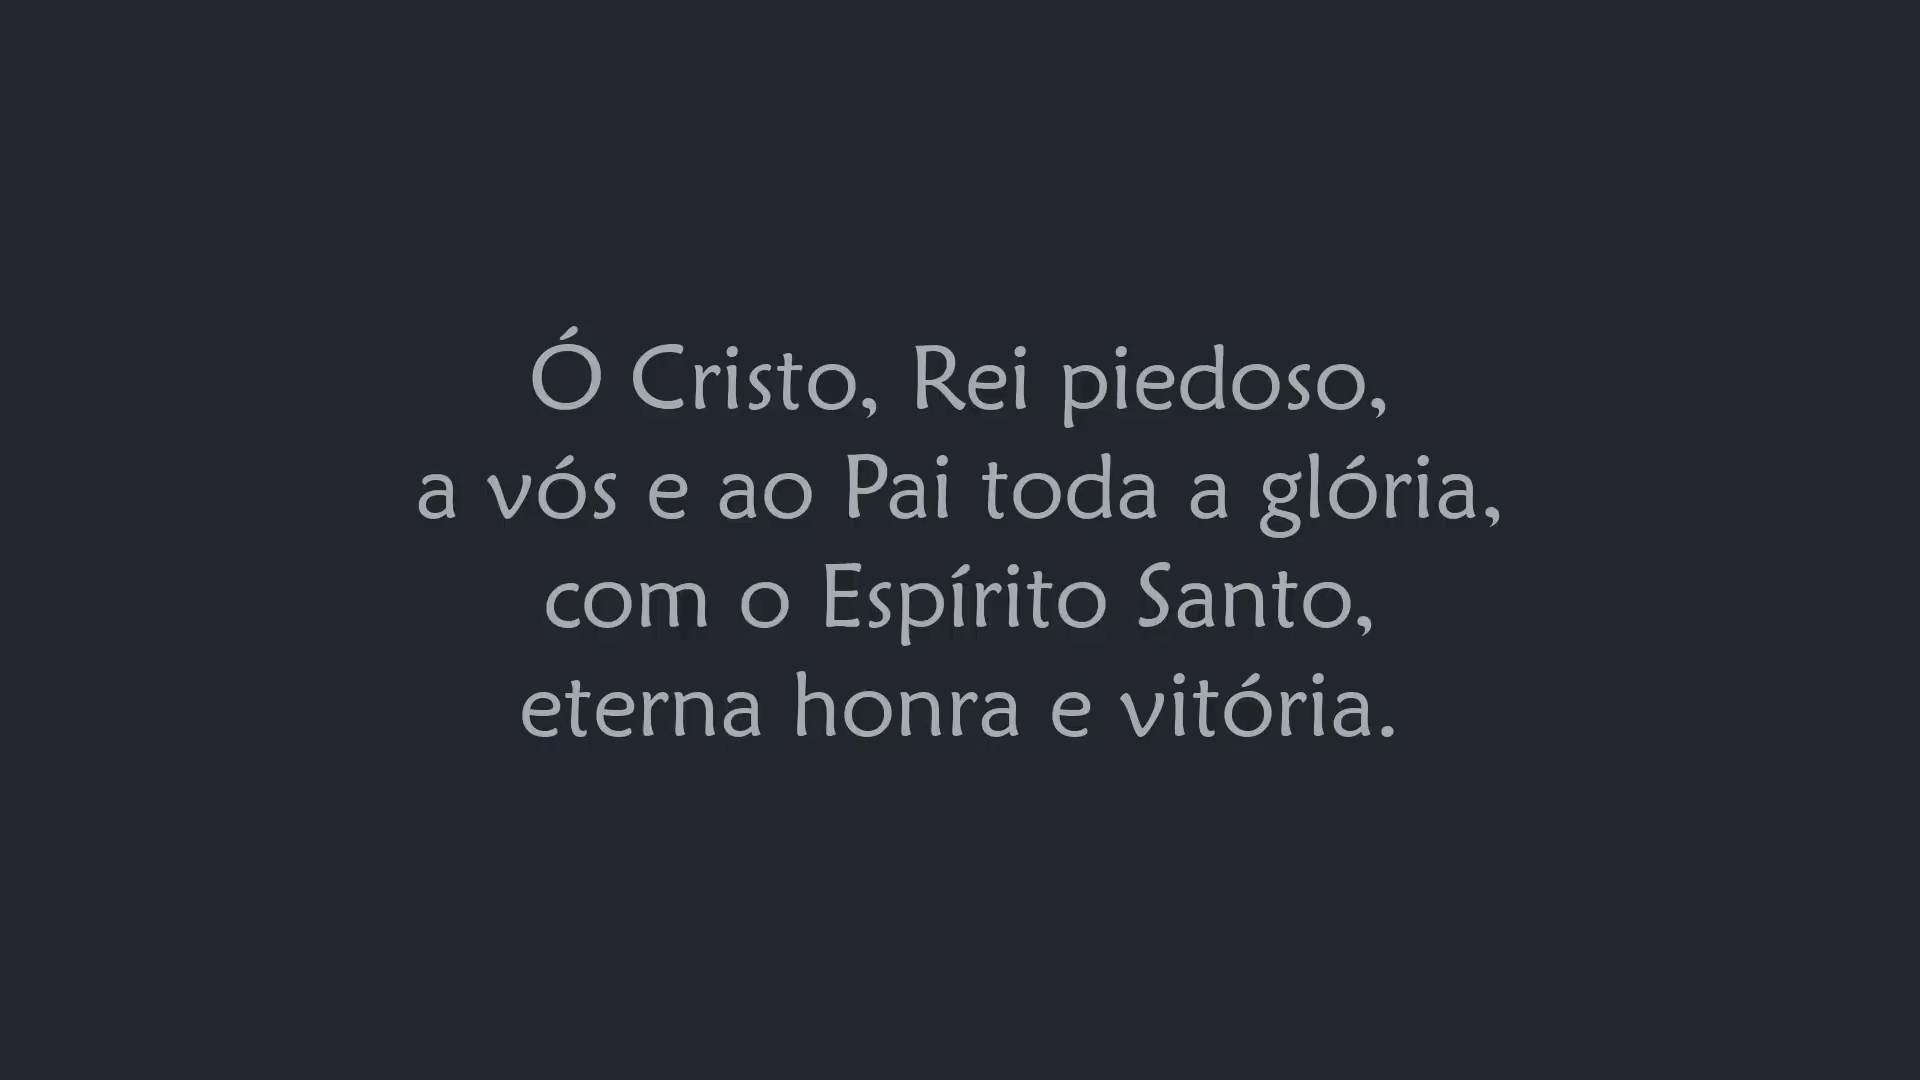 Ó Cristo, Rei piedoso,
a vós e ao Pai toda a glória,
com o Espírito Santo,
eterna honra e vitória.